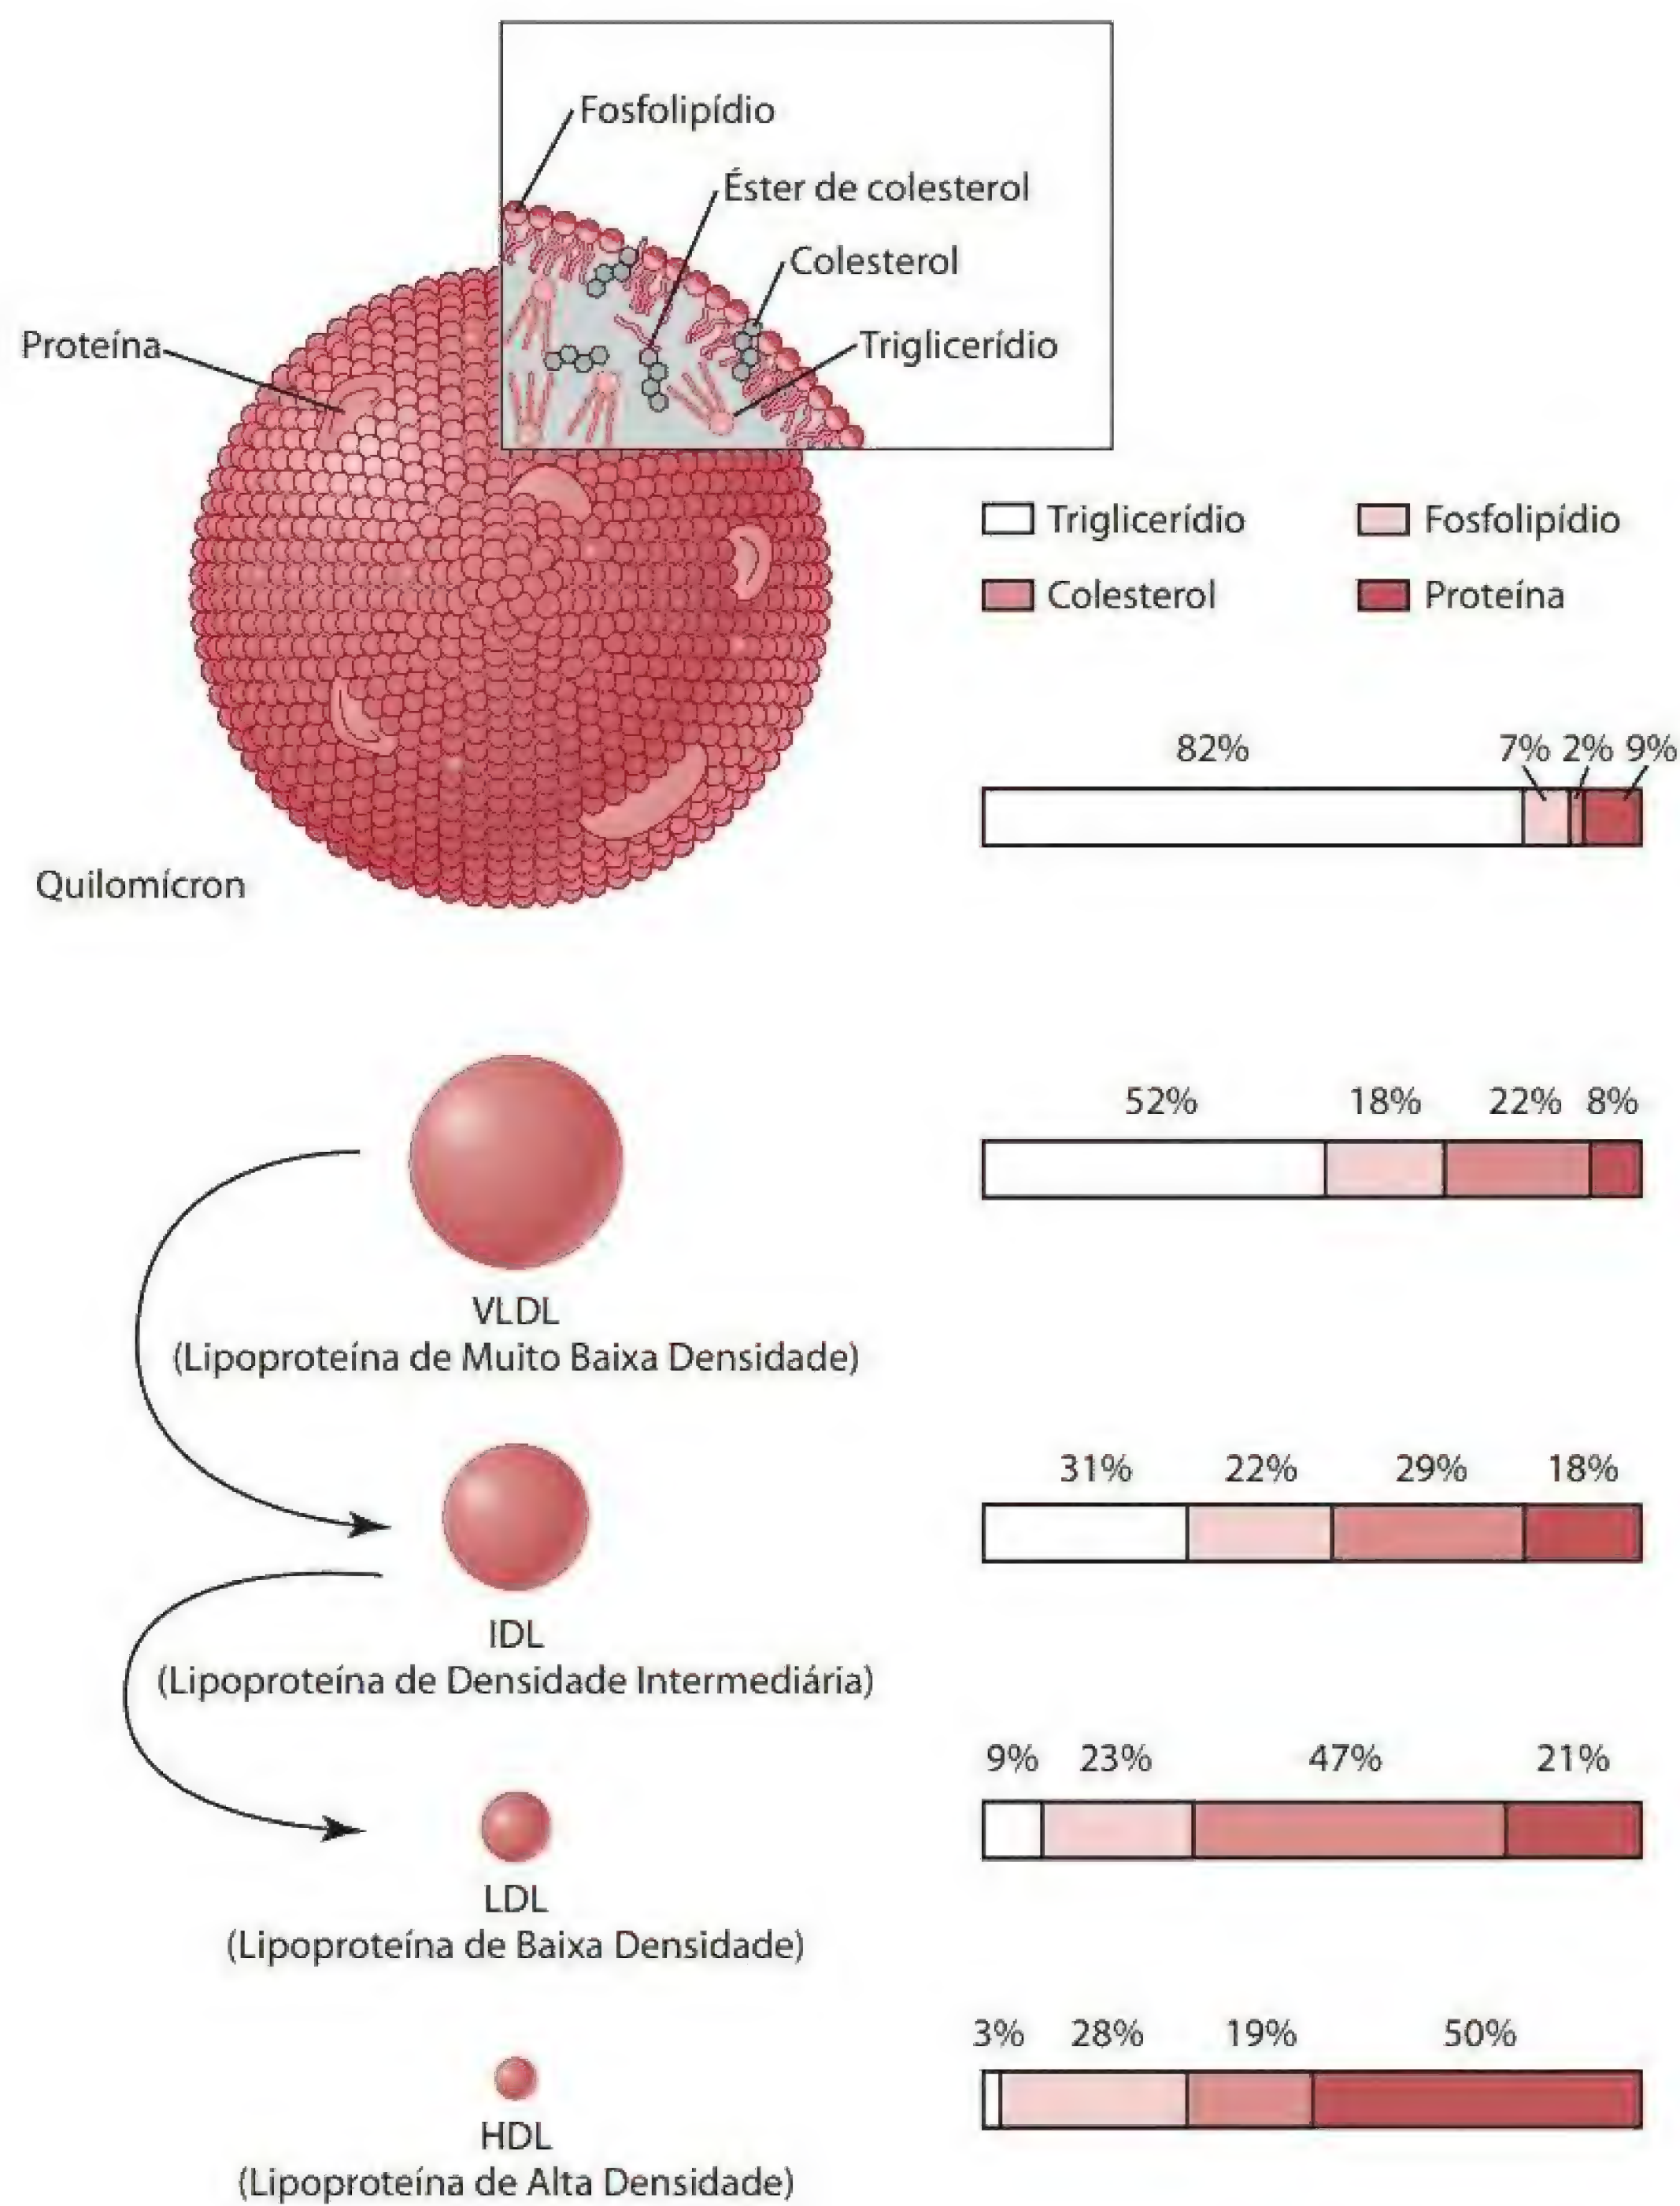 Fosfolipídio
Éster de colesterol
Colesterol
Proteína
Triglicerídio
Triglicerídio
Fosfolipídio
Colesterol
Proteína
82%
7%
2%
9%
Quilomícron
52%
18%
22%
8%
VLDL
(Lipoproteína de Muito Baixa Densidade)
31%
22%
29%
18%
IDL
(Lipoproteína de Densidade Intermediária)
9%
23%
47%
21%
LDL
(Lipoproteína de Baixa Densidade)
3%
28%
19%
50%
HDL
(Lipoproteína de Alta Densidade)